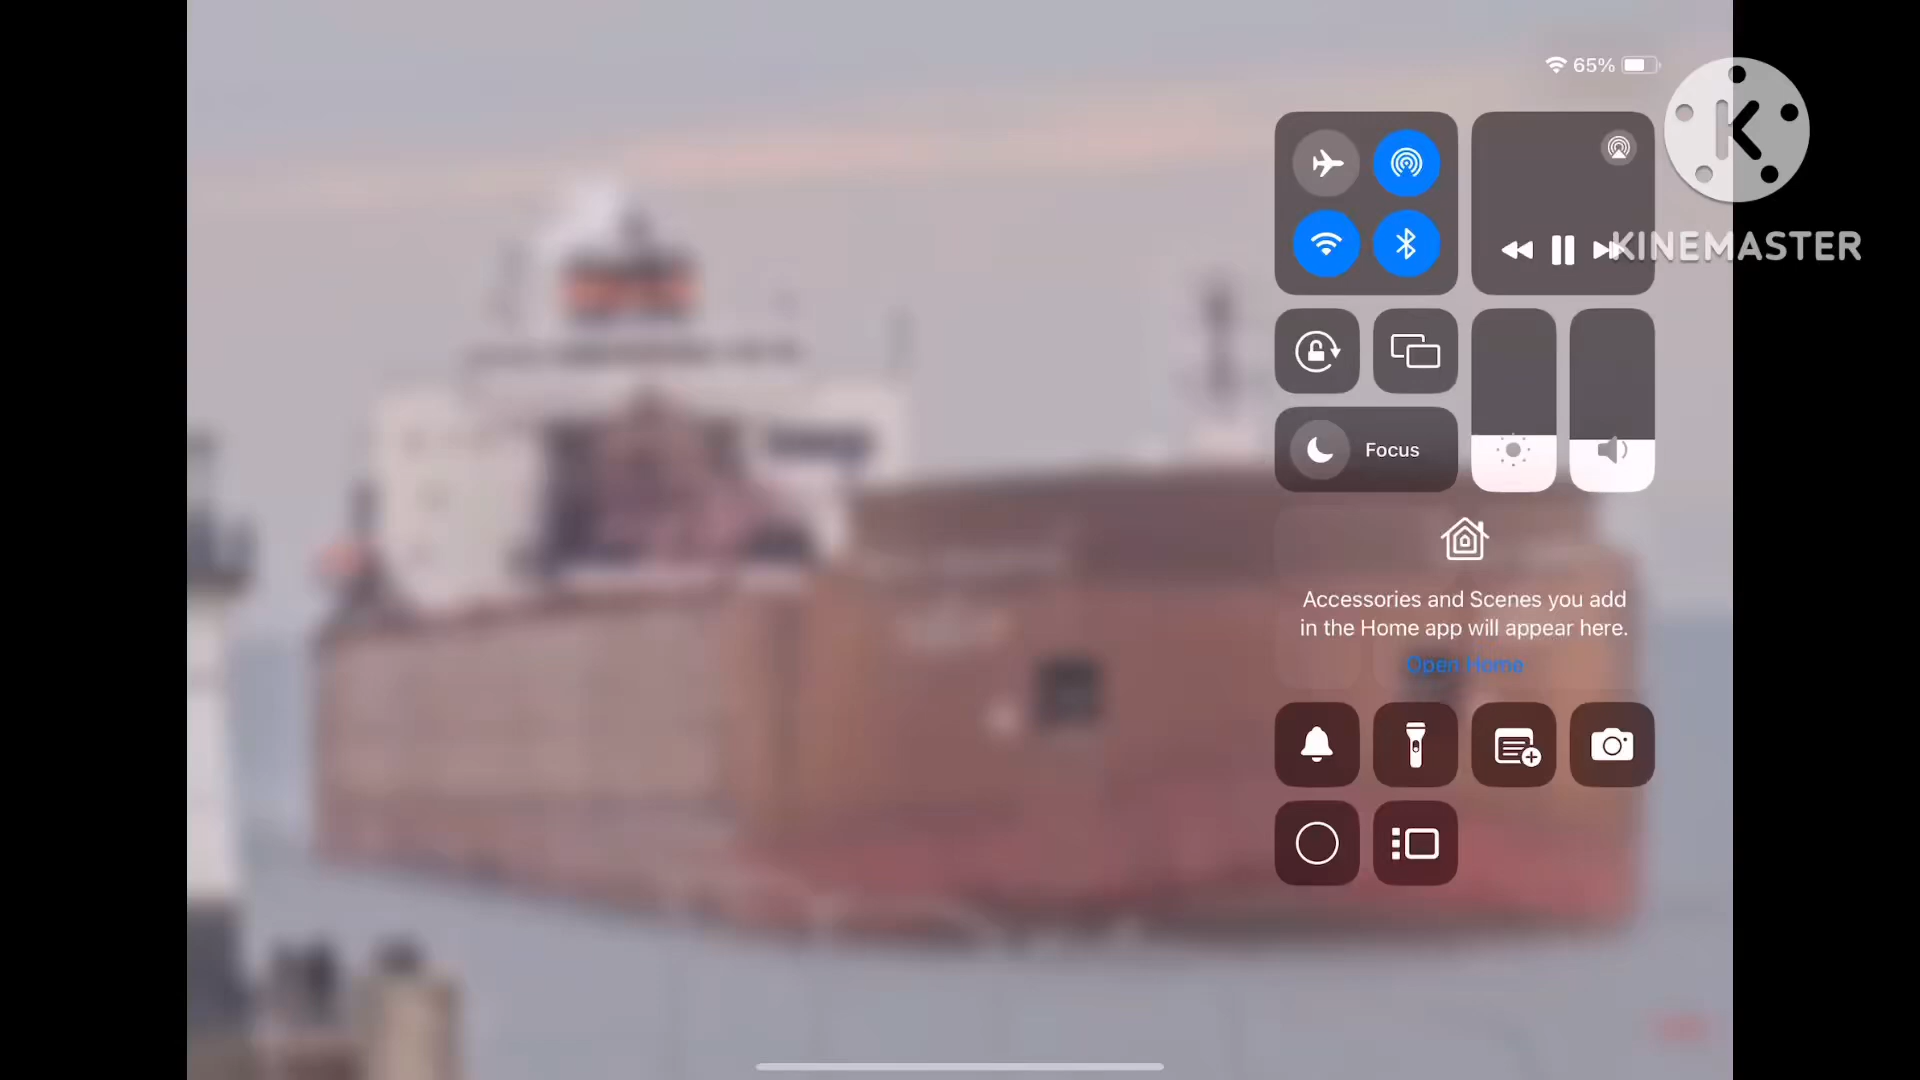 65%
K
KINEMASTER
Focus
Accessories and Scenes you add
in the Home app will appear here.
Open Home